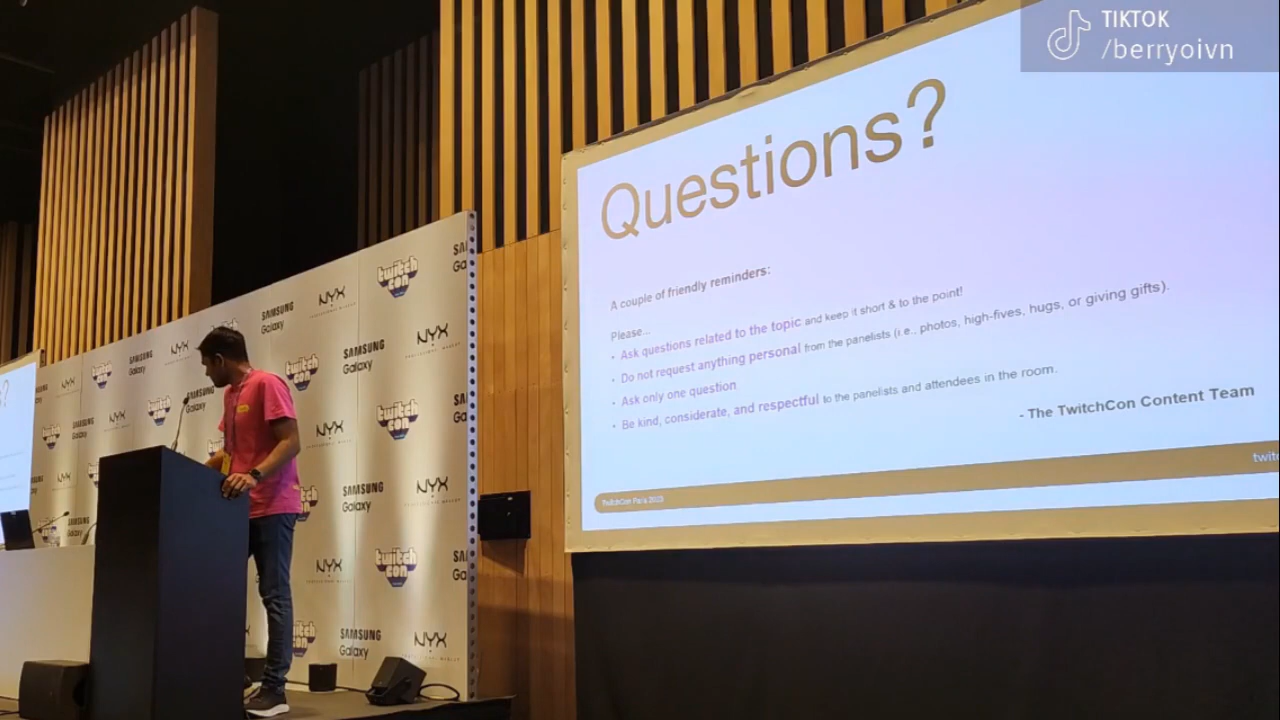 TIKTOK
/berryoivn
Questions?
A couple of friendly reminders:
Please...
• Ask questions related to the topic and keep it short & to the point!
• Do not request anything personal from the panelists (i.e., photos, high-fives, hugs, or giving gifts).
• Ask only one question.
• Be kind, considerate, and respectful to the panelists and attendees in the room.
- The TwitchCon Content Team
TwitchCon Paris 2023
twitch
con
SAMSUNG
Galaxy
NYX